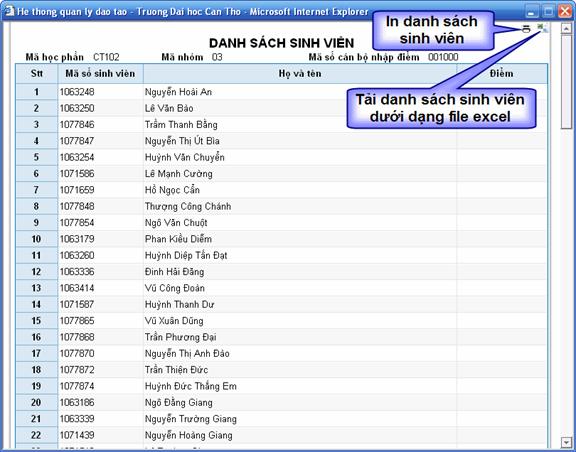 He thong quan ly dao tao - Truong Dai hoc Can Tho - Microsoft Internet Explorer
In danh sách
sinh viên
DANH SÁCH SINH VIÊN
Mã học phần CT102 Mã nhóm 03 Mã số cán bộ nhập điểm 001000
Stt Mã số sinh viên Họ và tên Điểm
Tải danh sách sinh viên
dưới dạng file excel
1 1063248 Nguyễn Hoài An
2 1063250 Lê Văn Bảo
3 1077846 Trầm Thanh Bằng
4 1077847 Nguyễn Thị Út Bìa
5 1063254 Huỳnh Văn Chuyển
6 1071586 Lê Mạnh Cường
7 1071659 Hồ Ngọc Cẩn
8 1077848 Thượng Công Chánh
9 1077854 Ngô Văn Chuột
10 1063179 Phan Kiều Diễm
11 1063260 Huỳnh Diệp Tấn Đạt
12 1063336 Đinh Hải Đăng
13 1063414 Vũ Công Đoán
14 1071587 Huỳnh Thanh Dư
15 1077865 Vũ Xuân Dũng
16 1077868 Trần Phương Đại
17 1077870 Nguyễn Thị Anh Đào
18 1077872 Trần Thiện Đức
19 1077874 Huỳnh Đức Thắng Em
20 1063186 Ngô Đằng Giang
21 1063339 Nguyễn Trường Giang
22 1071439 Nguyễn Hoàng Giang